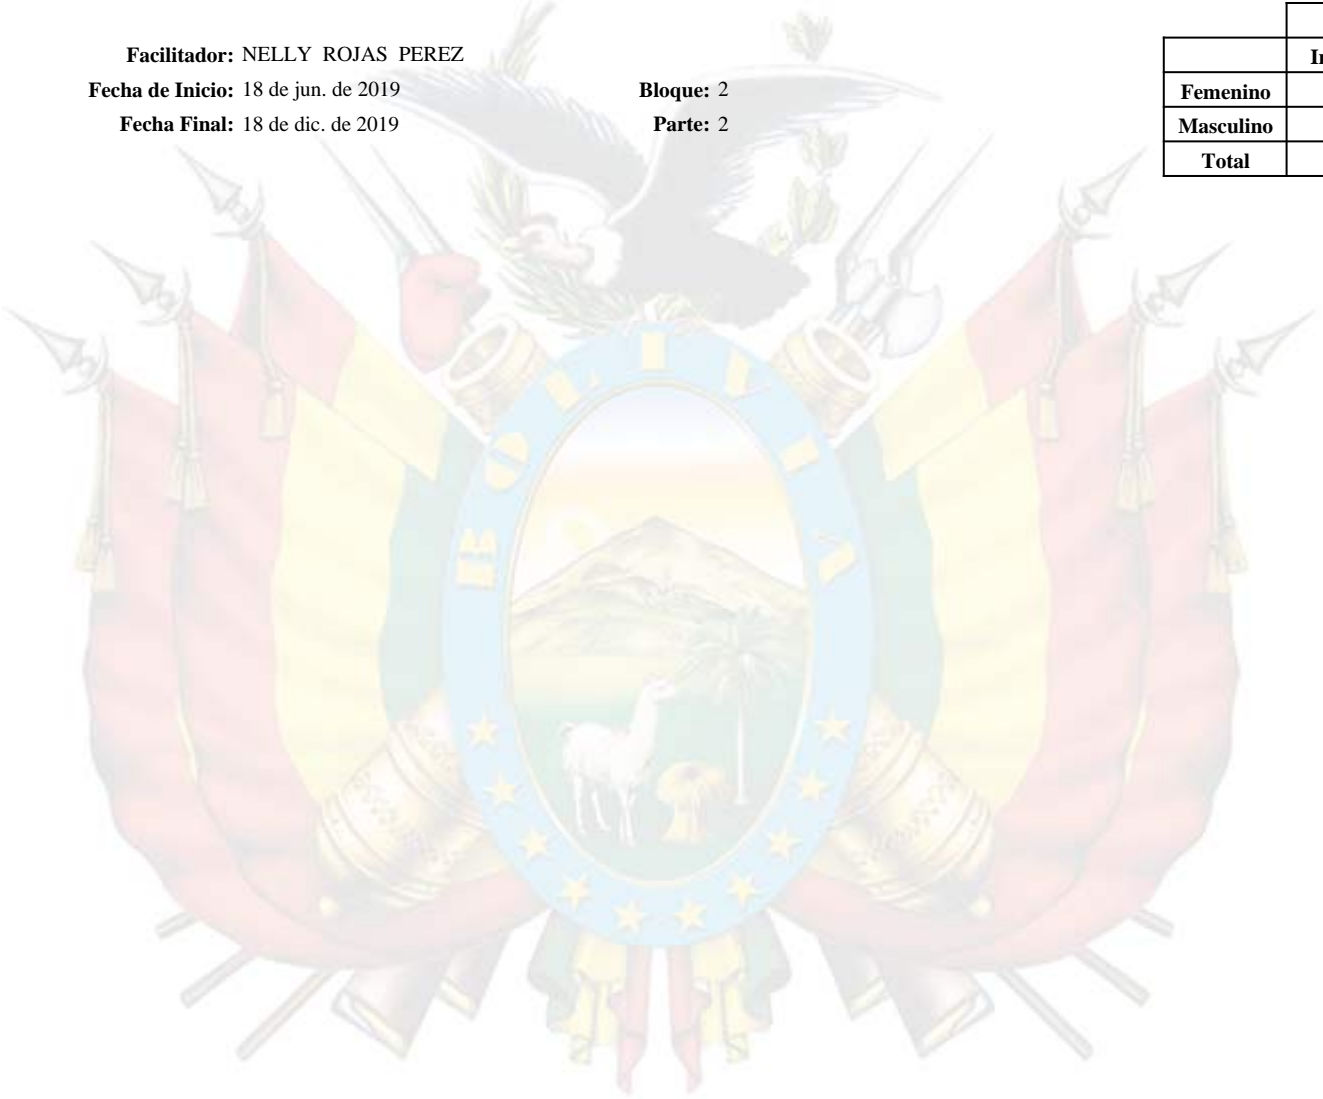 Facilitador: NELLY ROJAS PEREZ
Fecha de Inicio: 18 de jun. de 2019 Bloque: 2
Fecha Final: 18 de dic. de 2019 Parte: 2
Femenino
Masculino
Total
BOLIVIA